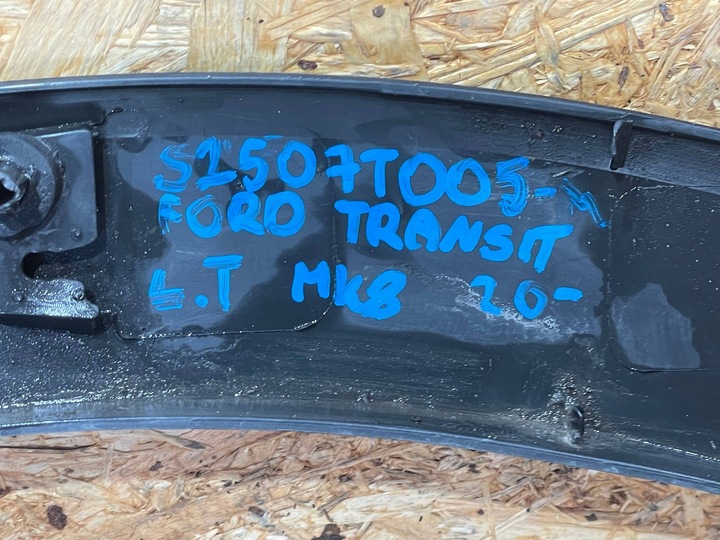 S2507T005-
FORD TRANSIT
L.T MK8 20-